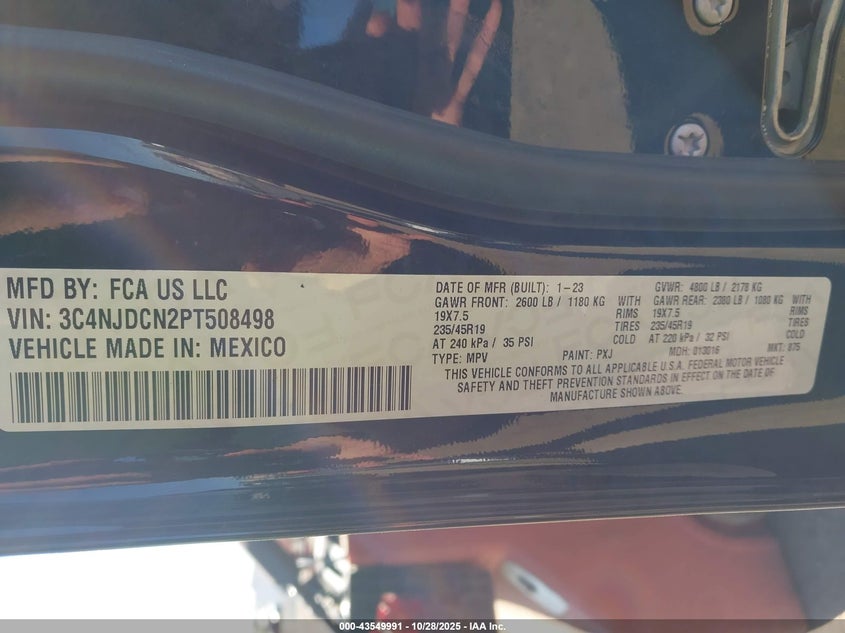 MFD BY: FCA US LLC
VIN: 3C4NJDCN2PT508498
VEHICLE MADE IN: MEXICO
DATE OF MFR (BUILT): 1-23 GVWR: 4800 LB / 2178 KG
GAWR FRONT: 2600 LB / 1180 KG WITH GAWR REAR: 2380 LB / 1080 KG WITH
19X7.5 RIMS 19X7.5 RIMS
235/45R19 TIRES 235/45R19 TIRES
AT 240 kPa / 35 PSI COLD AT 220 kPa / 32 PSI COLD
TYPE: MPV PAINT: PXJ MDH: 013016 MKT: 875
THIS VEHICLE CONFORMS TO ALL APPLICABLE U.S.A. FEDERAL MOTOR VEHICLE
SAFETY AND THEFT PREVENTION STANDARDS IN EFFECT ON THE DATE OF
MANUFACTURE SHOWN ABOVE.
000-43549991 - 10/28/2025 - IAA Inc.